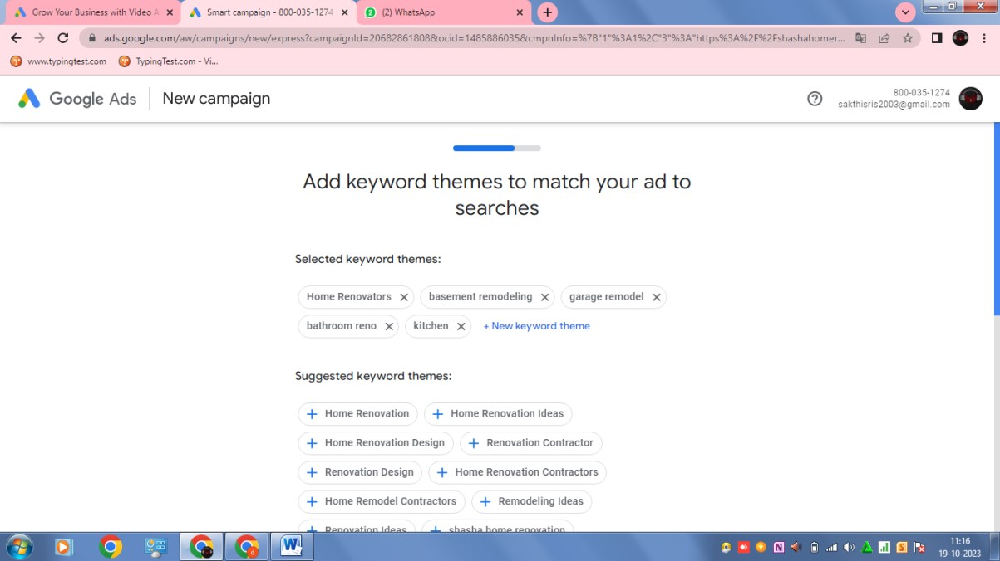 Grow Your Business with Video A
Smart campaign - 800-035-1274
(2) WhatsApp
ads.google.com/aw/campaigns/new/express?campaignId=20682861808&ocid=1485886035&cmpnInfo=%7B"1"%3A1%2C"3"%3A"https%3A%2F%2Fshashahomer...
www.typingtest.com
TypingTest.com - Vi...
Google Ads
New campaign
800-035-1274
sakthisris2003@gmail.com
Add keyword themes to match your ad to
searches
Selected keyword themes:
Home Renovators
basement remodeling
garage remodel
bathroom reno
kitchen
+ New keyword theme
Suggested keyword themes:
Home Renovation
Home Renovation Ideas
Home Renovation Design
Renovation Contractor
Renovation Design
Home Renovation Contractors
Home Remodel Contractors
Remodeling Ideas
Renovation Ideas
shasha home renovation
11:16
19-10-2023